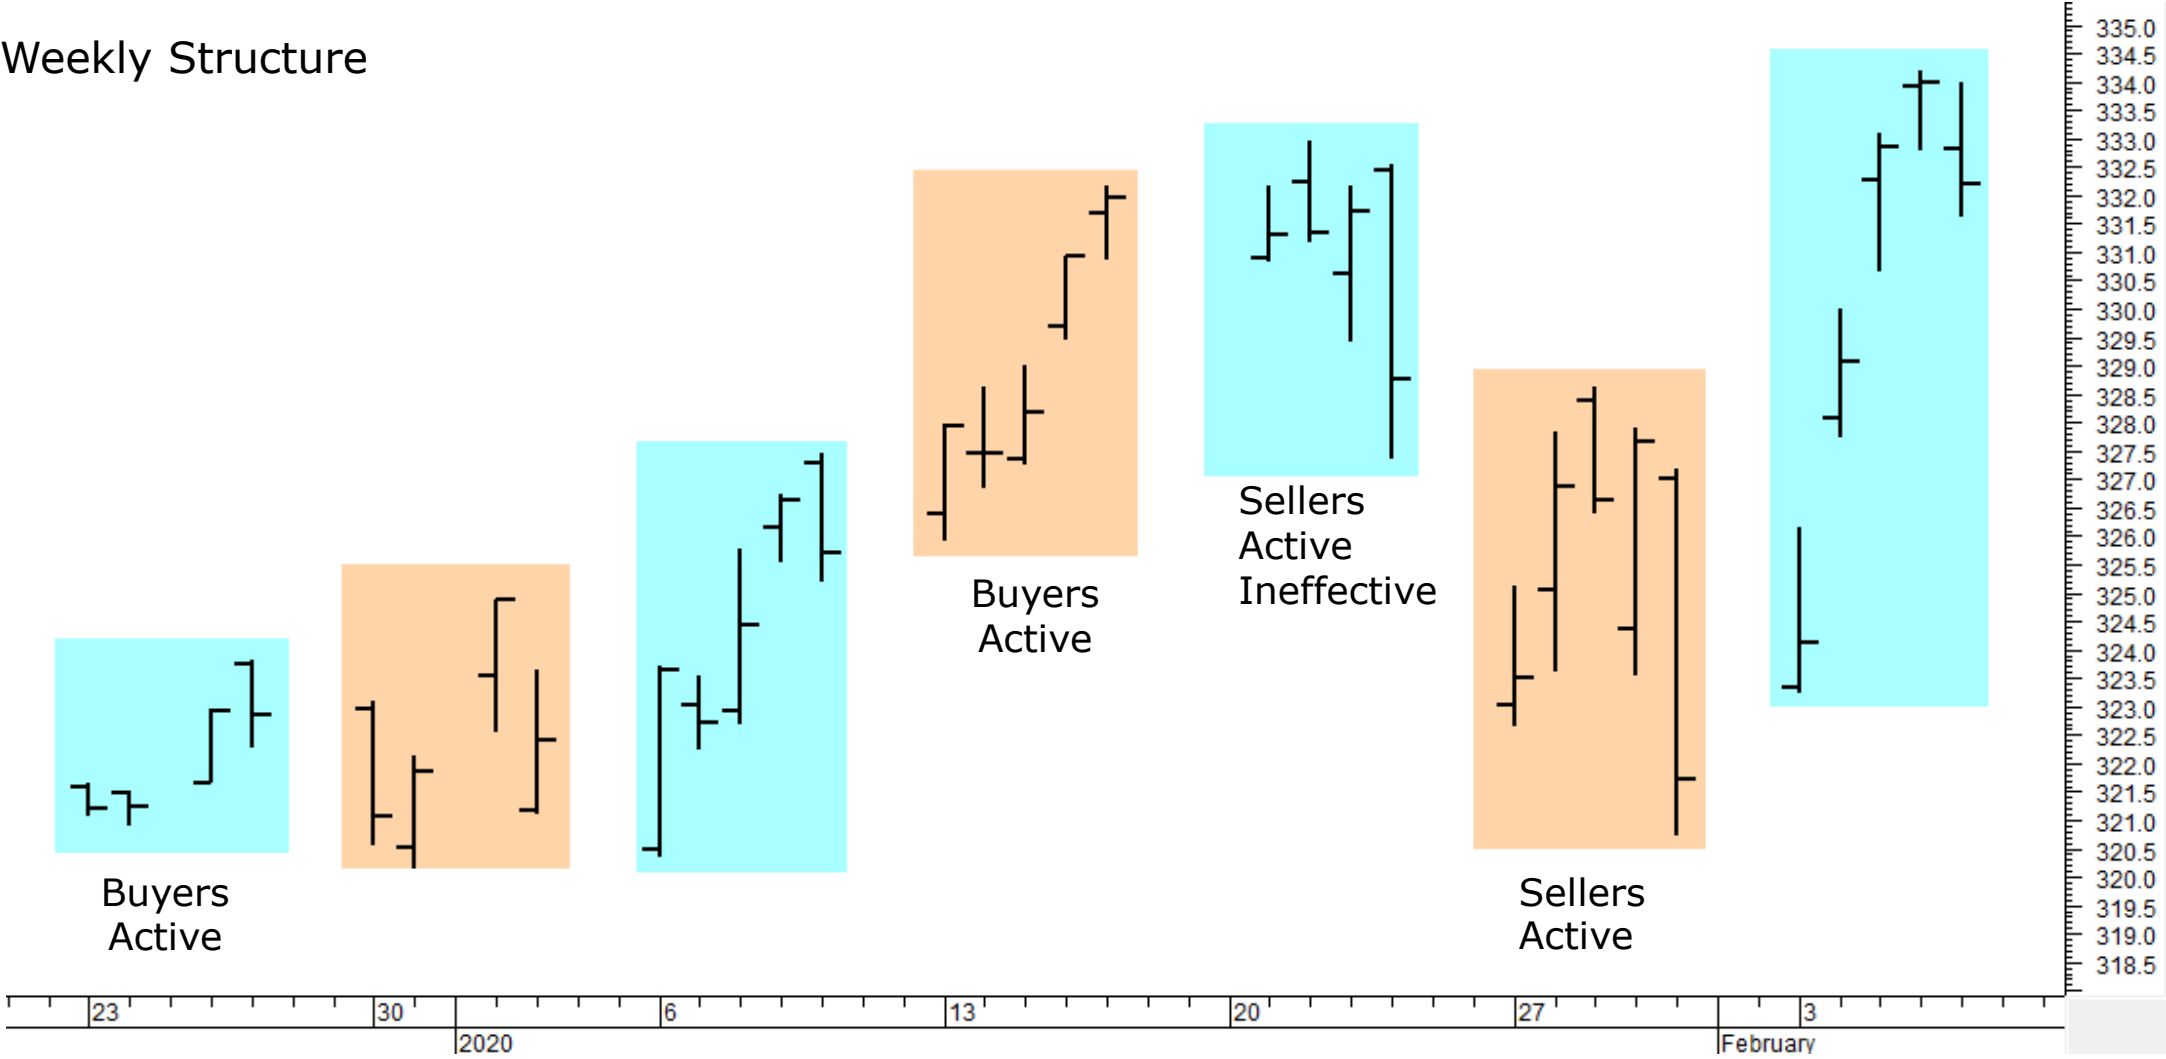 Weekly Structure
Buyers
Active
Buyers
Active
Sellers
Active
Ineffective
Sellers
Active
335.0
334.5
334.0
333.5
333.0
332.5
332.0
331.5
331.0
330.5
330.0
329.5
329.0
328.5
328.0
327.5
327.0
326.5
326.0
325.5
325.0
324.5
324.0
323.5
323.0
322.5
322.0
321.5
321.0
320.5
320.0
319.5
319.0
318.5
23 30 6 13 20 27 3
2020 February